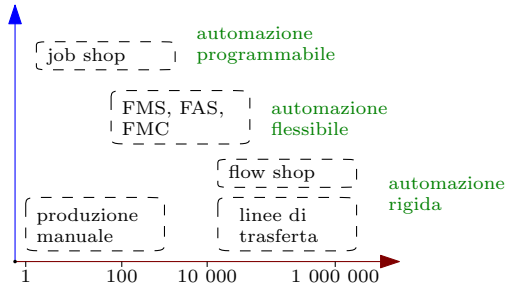 automazione
programmabile
job shop
FMS, FAS,
FMC
automazione
flessibile
flow shop
automazione
rigida
produzione
manuale
linee di
trasferta
1 100 10 000 1 000 000